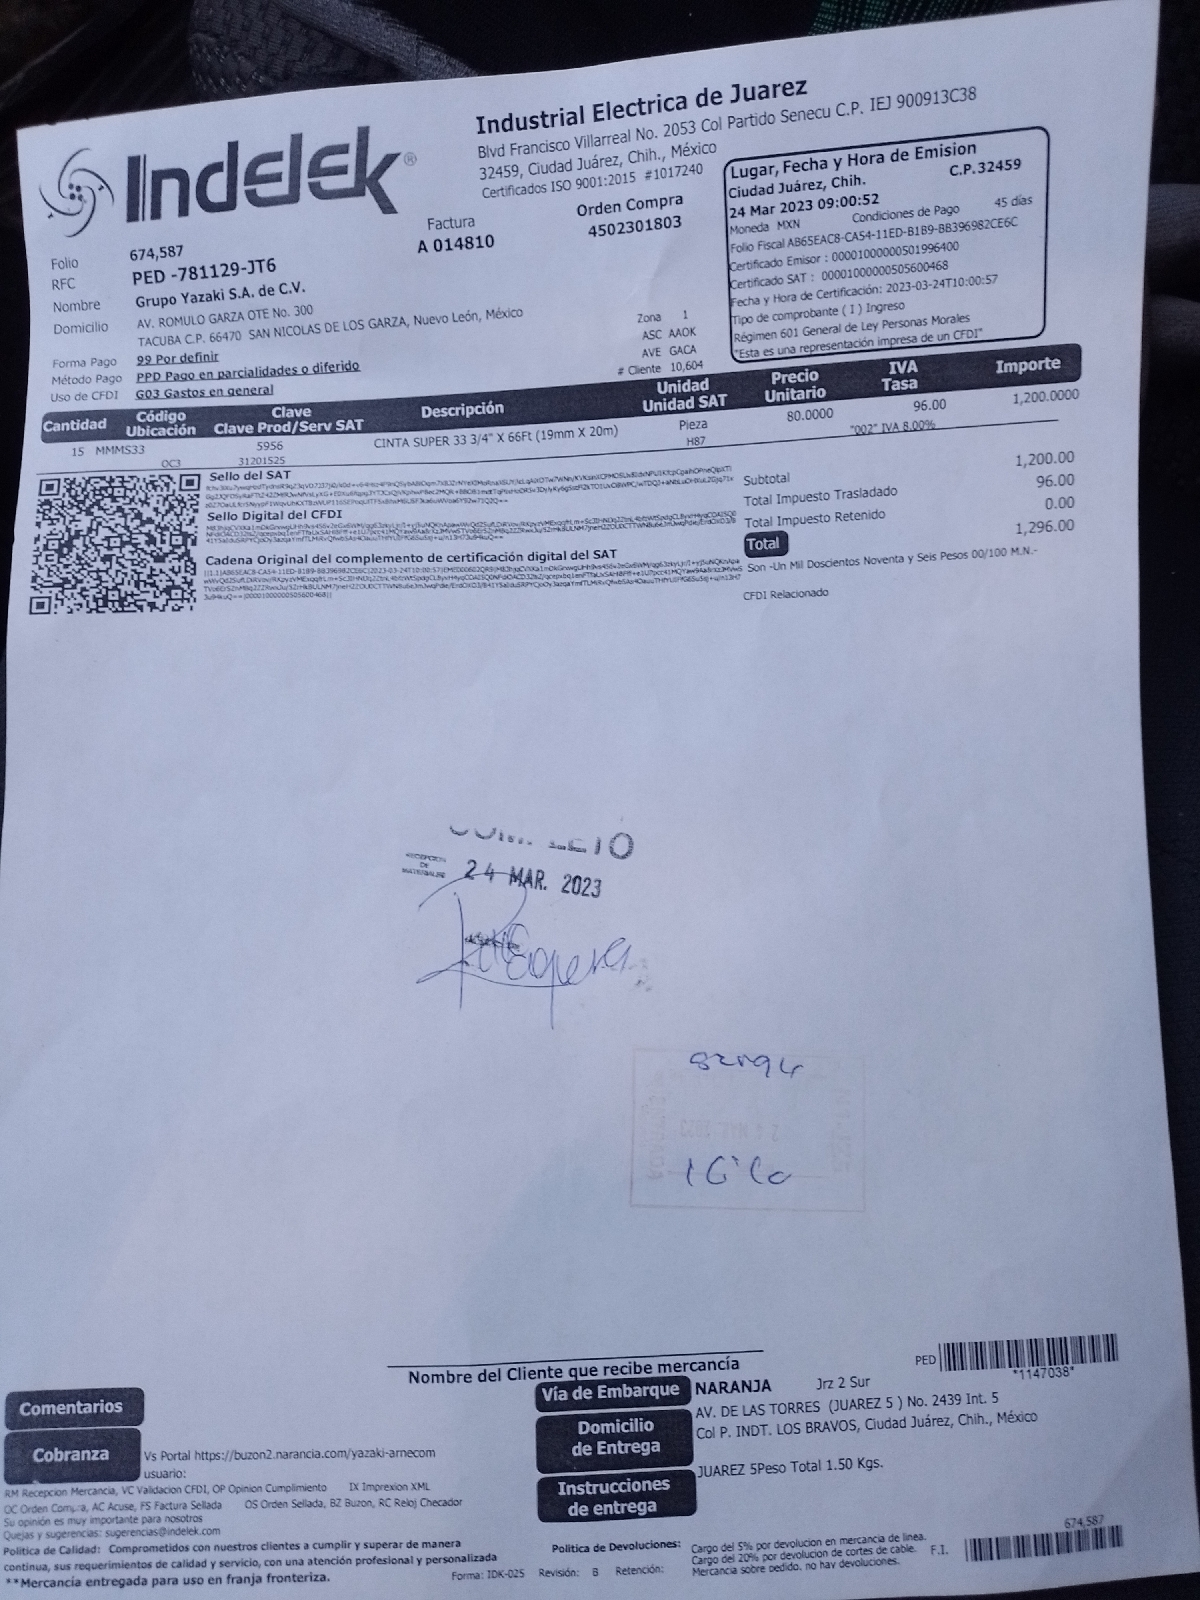 Indelek®
Industrial Electrica de Juarez
Blvd Francisco Villarreal No. 2053 Col Partido Senecu C.P. IEJ 900913C38
32459, Ciudad Juárez, Chih., México
Certificados ISO 9001:2015 #1017240
Factura
A 014810
Orden Compra
4502301803
Lugar, Fecha y Hora de Emision
Ciudad Juárez, Chih. C.P.32459
24 Mar 2023 09:00:52
Moneda MXN Condiciones de Pago 45 días
Folio Fiscal AB65EAC8-CA54-11ED-B1B9-BB396982CE6C
Certificado Emisor : 00001000000501996400
Certificado SAT : 00001000000505600468
Fecha y Hora de Certificación: 2023-03-24T10:00:57
Tipo de comprobante ( I ) Ingreso
Régimen 601 General de Ley Personas Morales
"Esta es una representación impresa de un CFDI"
Folio 674,587
RFC PED -781129-JT6
Nombre Grupo Yazaki S.A. de C.V.
Domicilio AV. ROMULO GARZA OTE No. 300
TACUBA C.P. 66470 SAN NICOLAS DE LOS GARZA, Nuevo León, México
Forma Pago 99 Por definir
Método Pago PPD Pago en parcialidades o diferido
Uso de CFDI G03 Gastos en general
Zona 1
ASC AAOK
AVE GACA
# Cliente 10,604
Cantidad Código Ubicación Clave Clave Prod/Serv SAT Descripción Unidad Unidad SAT Precio Unitario IVA Tasa Importe
15 MMMS33 5956 CINTA SUPER 33 3/4" X 66Ft (19mm X 20m) Pieza 80.0000 96.00 1,200.0000
OC3 31201525 H87 "002" IVA 8.00%
Sello del SAT
Sello Digital del CFDI
Cadena Original del complemento de certificación digital del SAT
Subtotal 1,200.00
Total Impuesto Trasladado 96.00
Total Impuesto Retenido 0.00
Total 1,296.00
Son -Un Mil Doscientos Noventa y Seis Pesos 00/100 M.N.-
CFDI Relacionado
RECEPCION
DE
MATERIALES
24 MAR. 2023
Nombre del Cliente que recibe mercancía
PED *1147038*
Comentarios
Cobranza
Vs Portal https://buzon2.narancia.com/yazaki-arnecom
usuario:
RM Recepcion Mercancia, VC Validacion CFDI, OP Opinion Cumplimiento IX Imprexion XML
OC Orden Compra, AC Acuse, FS Factura Sellada OS Orden Sellada, BZ Buzon, RC Reloj Checador
Su opinión es muy importante para nosotros
Quejas y sugerencias: sugerencias@indelek.com
Vía de Embarque NARANJA Jrz 2 Sur
Domicilio de Entrega
AV. DE LAS TORRES (JUAREZ 5 ) No. 2439 Int. 5
Col P. INDT. LOS BRAVOS, Ciudad Juárez, Chih., México
Instrucciones de entrega
JUAREZ 5Peso Total 1.50 Kgs.
Politica de Calidad: Comprometidos con nuestros clientes a cumplir y superar de manera
continua, sus requerimientos de calidad y servicio, con una atención profesional y personalizada
**Mercancía entregada para uso en franja fronteriza.
Forma: IDK-025 Revisión: B Retención:
Politica de Devoluciones: Cargo del 5% por devolucion en mercancia de linea.
Cargo del 20% por devolucion de cortes de cable.
Mercancia sobre pedido, no hay devoluciones.
F.I. 674,587